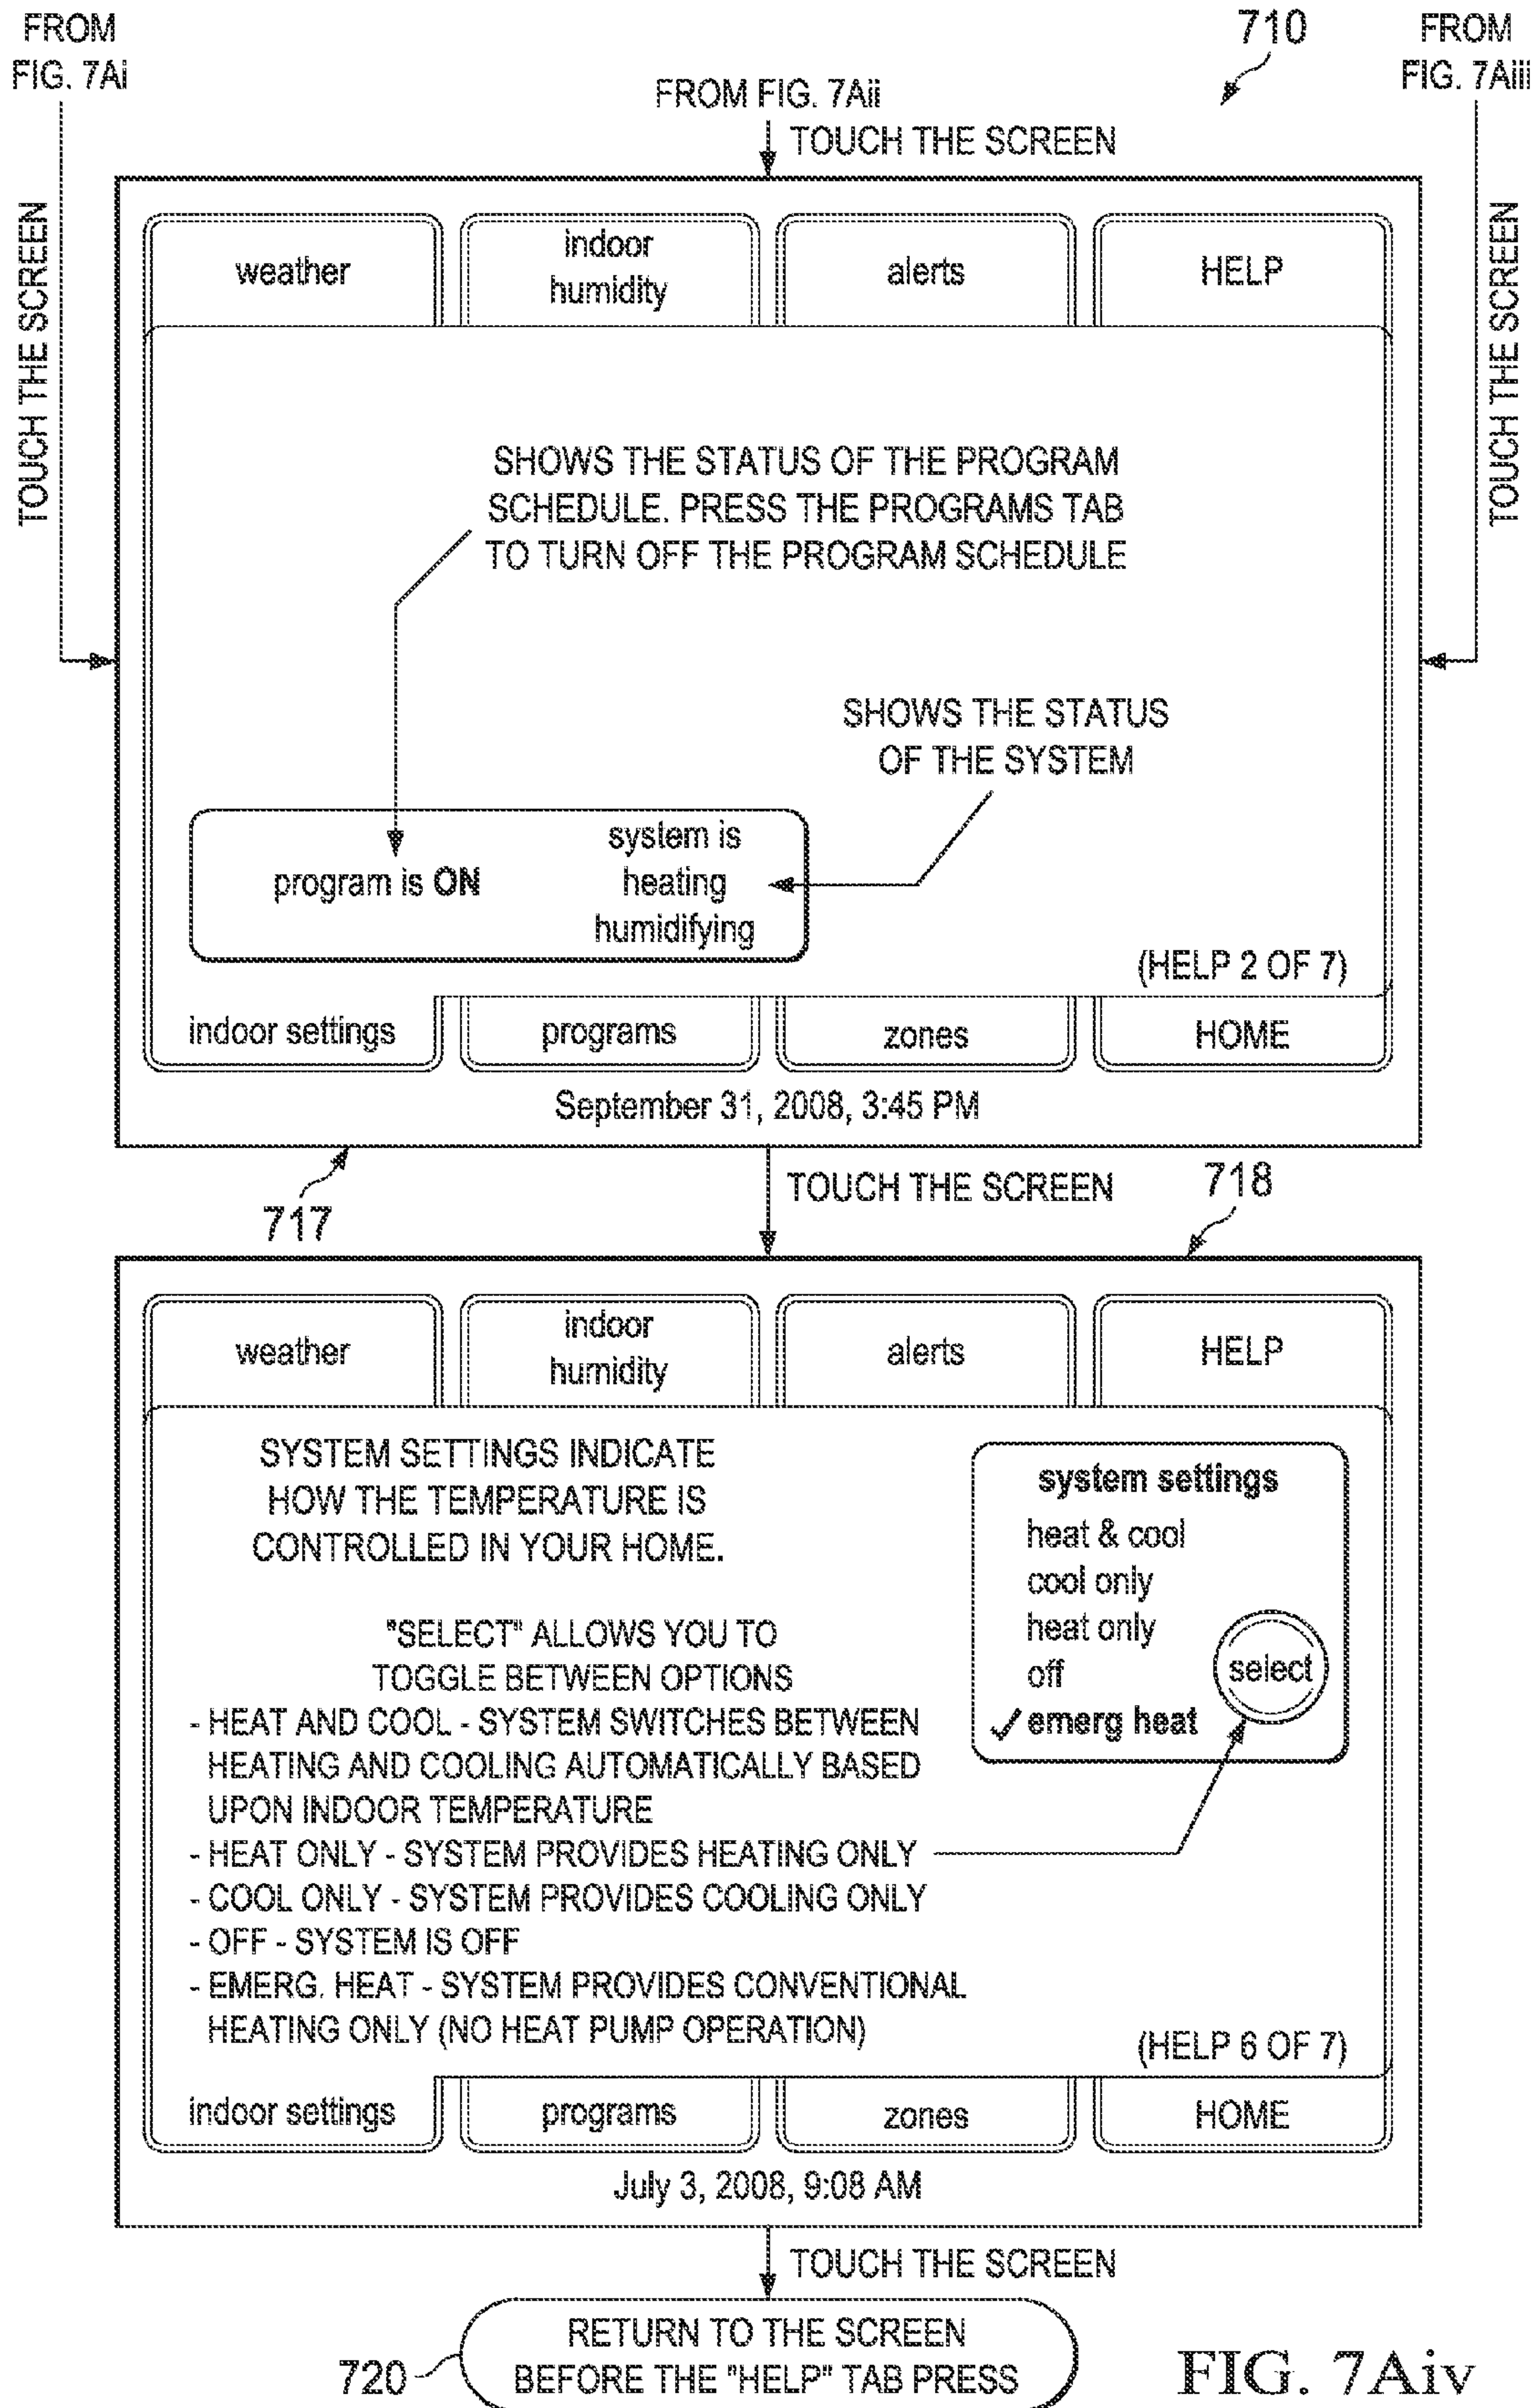 FROM
FIG. 7Ai
710
FROM
FIG. 7Aiii
FROM FIG. 7Aii
TOUCH THE SCREEN
TOUCH THE SCREEN
TOUCH THE SCREEN
weather
indoor
humidity
alerts
HELP
SHOWS THE STATUS OF THE PROGRAM
SCHEDULE. PRESS THE PROGRAMS TAB
TO TURN OFF THE PROGRAM SCHEDULE
SHOWS THE STATUS
OF THE SYSTEM
program is ON
system is
heating
humidifying
(HELP 2 OF 7)
indoor settings
programs
zones
HOME
September 31, 2008, 3:45 PM
717
TOUCH THE SCREEN
718
weather
indoor
humidity
alerts
HELP
SYSTEM SETTINGS INDICATE
HOW THE TEMPERATURE IS
CONTROLLED IN YOUR HOME.
"SELECT" ALLOWS YOU TO
TOGGLE BETWEEN OPTIONS
- HEAT AND COOL - SYSTEM SWITCHES BETWEEN
HEATING AND COOLING AUTOMATICALLY BASED
UPON INDOOR TEMPERATURE
- HEAT ONLY - SYSTEM PROVIDES HEATING ONLY
- COOL ONLY - SYSTEM PROVIDES COOLING ONLY
- OFF - SYSTEM IS OFF
- EMERG. HEAT - SYSTEM PROVIDES CONVENTIONAL
HEATING ONLY (NO HEAT PUMP OPERATION)
system settings
heat & cool
cool only
heat only
off
✓ emerg heat
select
(HELP 6 OF 7)
indoor settings
programs
zones
HOME
July 3, 2008, 9:08 AM
TOUCH THE SCREEN
720
RETURN TO THE SCREEN
BEFORE THE "HELP" TAB PRESS
FIG. 7Aiv